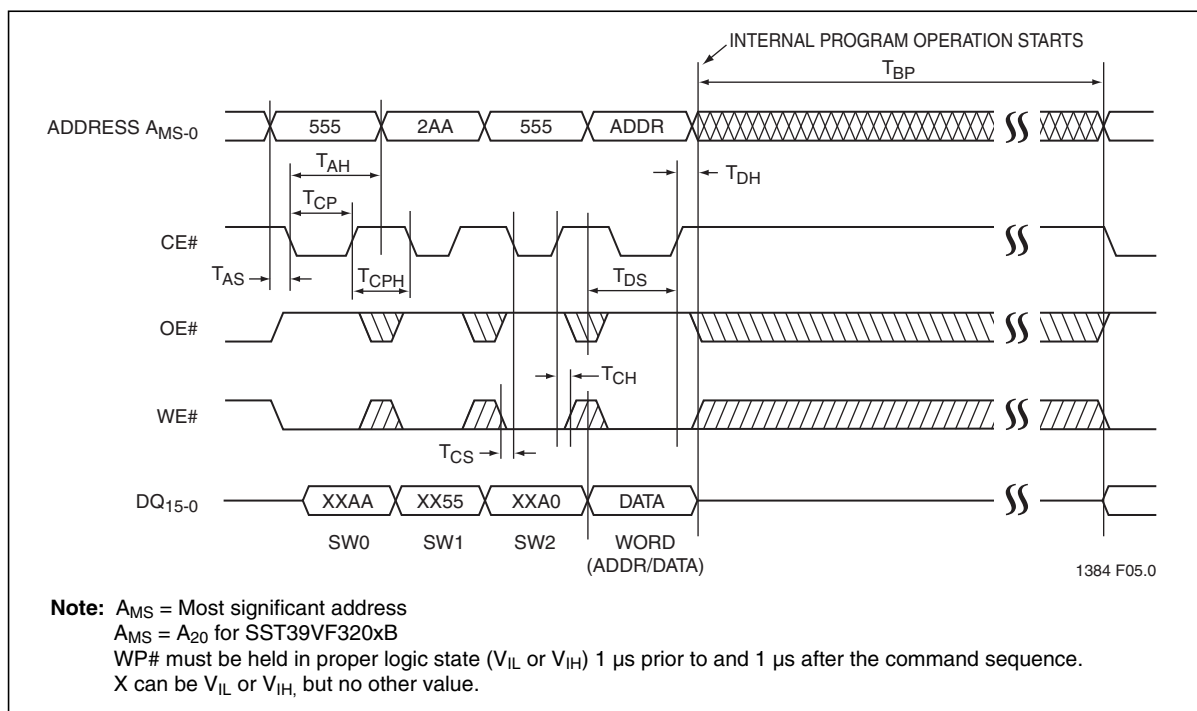 INTERNAL PROGRAM OPERATION STARTS
TBP
ADDRESS AMS-0
555
2AA
555
ADDR
TAH
TDH
TCP
CE#
TAS
TCPH
TDS
OE#
TCH
WE#
TCS
DQ15-0
XXAA
XX55
XXA0
DATA
SW0
SW1
SW2
WORD
(ADDR/DATA)
1384 F05.0
Note: AMS = Most significant address
AMS = A20 for SST39VF320xB
WP# must be held in proper logic state (VIL or VIH) 1 µs prior to and 1 µs after the command sequence.
X can be VIL or VIH, but no other value.